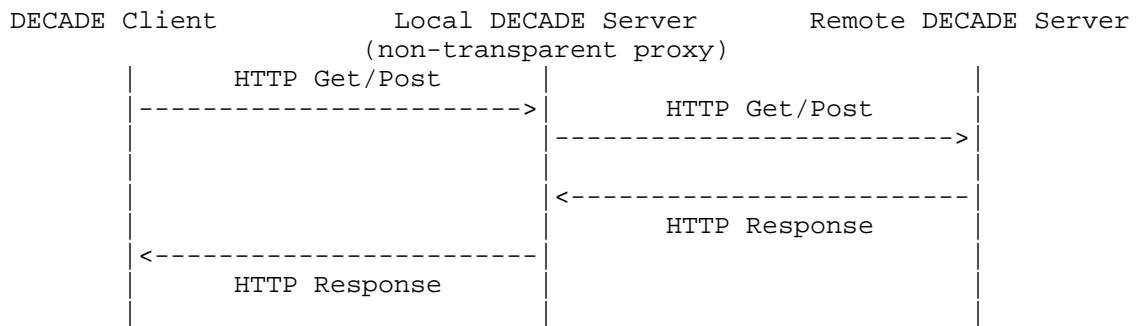 DECADE Client Local DECADE Server Remote DECADE Server
(non-transparent proxy)
HTTP Get/Post
HTTP Get/Post
HTTP Response
HTTP Response